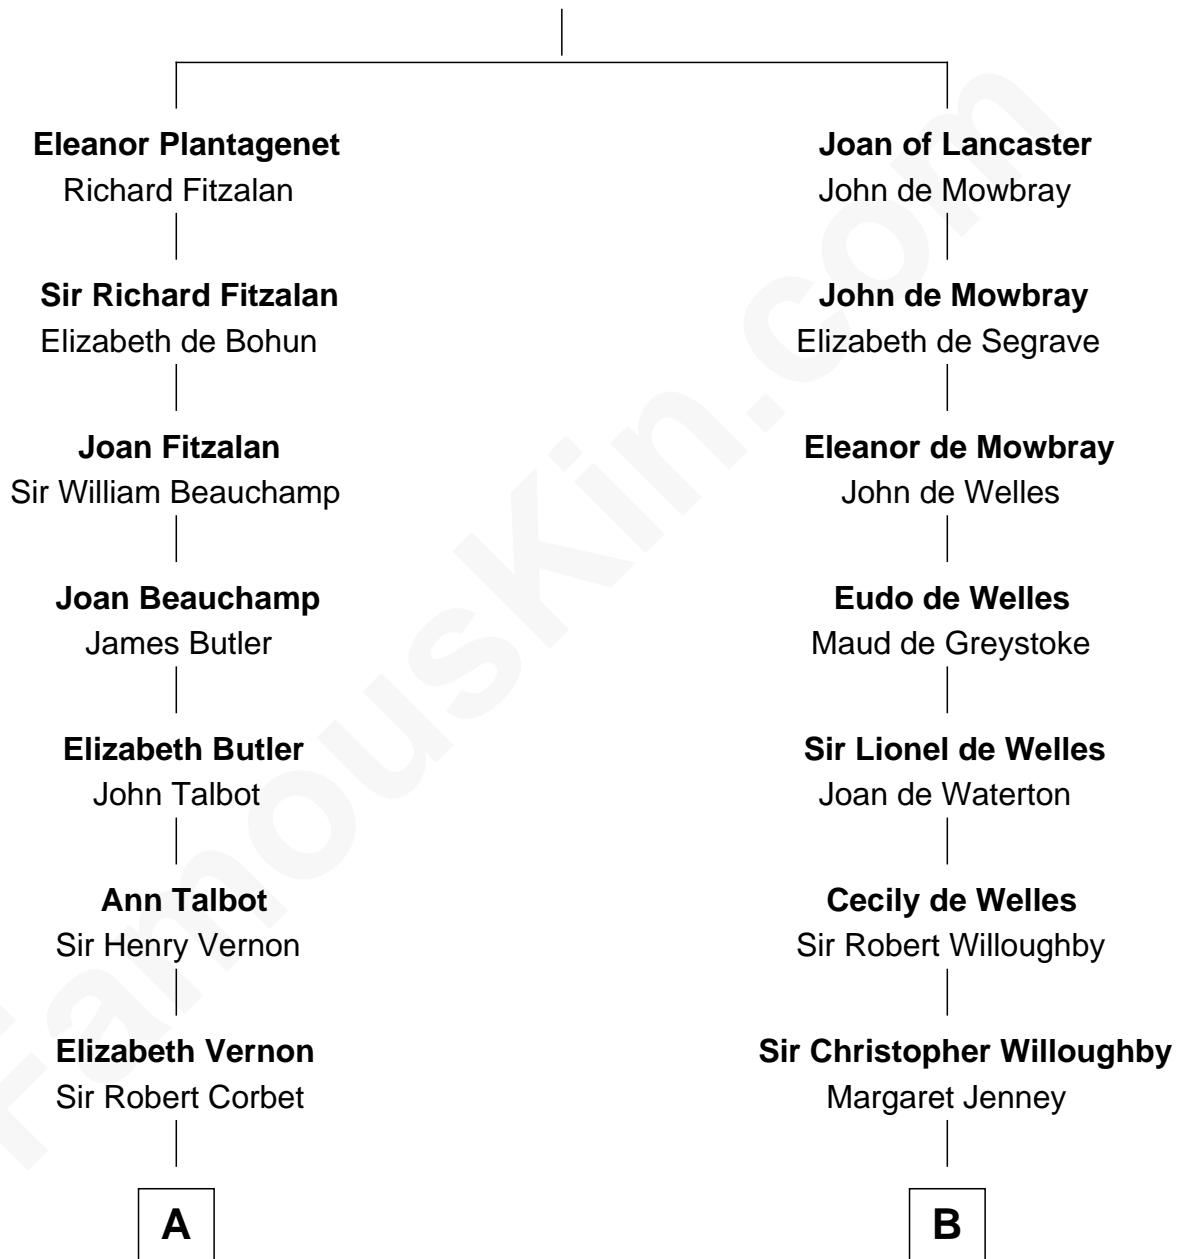 Eleanor Plantagenet
Richard Fitzalan
Sir Richard Fitzalan
Elizabeth de Bohun
Joan Fitzalan
Sir William Beauchamp
Joan Beauchamp
James Butler
Elizabeth Butler
John Talbot
Ann Talbot
Sir Henry Vernon
Elizabeth Vernon
Sir Robert Corbet
A
Joan of Lancaster
John de Mowbray
John de Mowbray
Elizabeth de Segrave
Eleanor de Mowbray
John de Welles
Eudo de Welles
Maud de Greystoke
Sir Lionel de Welles
Joan de Waterton
Cecily de Welles
Sir Robert Willoughby
Sir Christopher Willoughby
Margaret Jenney
B
FamousKin.com